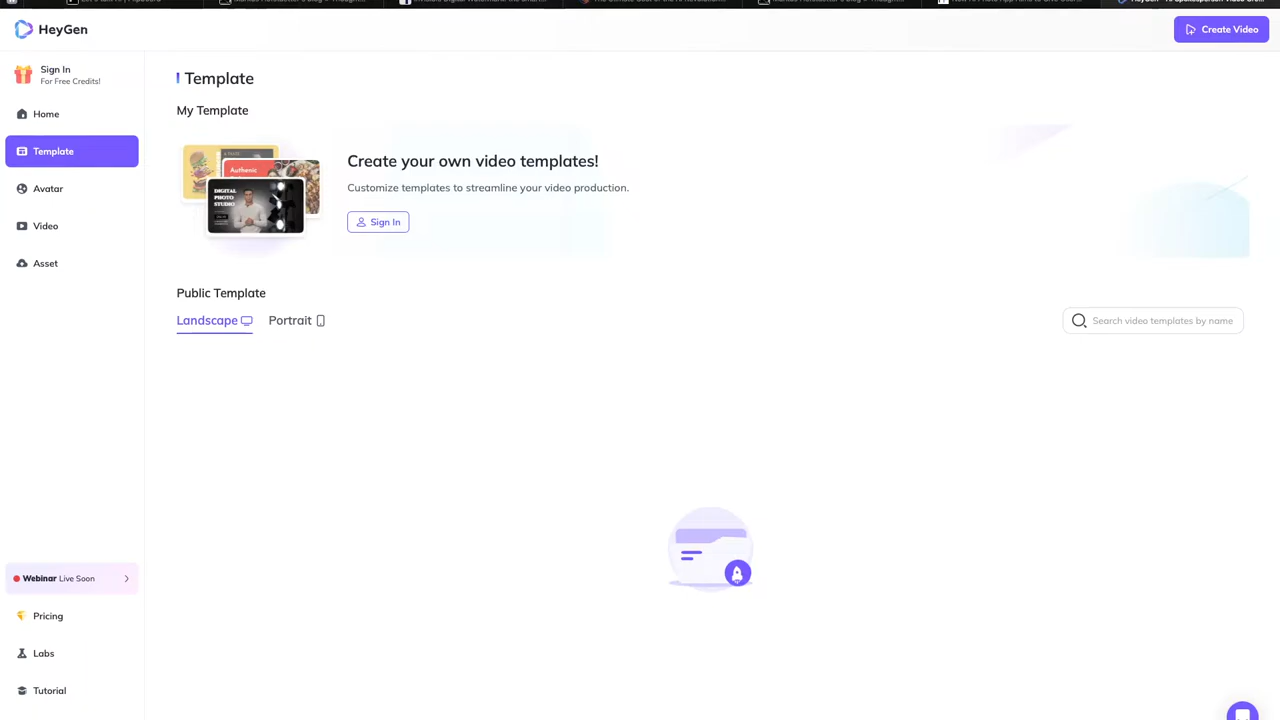 HeyGen
Create Video
Sign In
For Free Credits!
Home
Template
Avatar
Video
Asset
Webinar Live Soon
Pricing
Labs
Tutorial
Template
My Template
Authenic
DIGITAL
PHOTO
STUDIO
Create your own video templates!
Customize templates to streamline your video production.
Sign In
Public Template
Landscape
Portrait
Search video templates by name